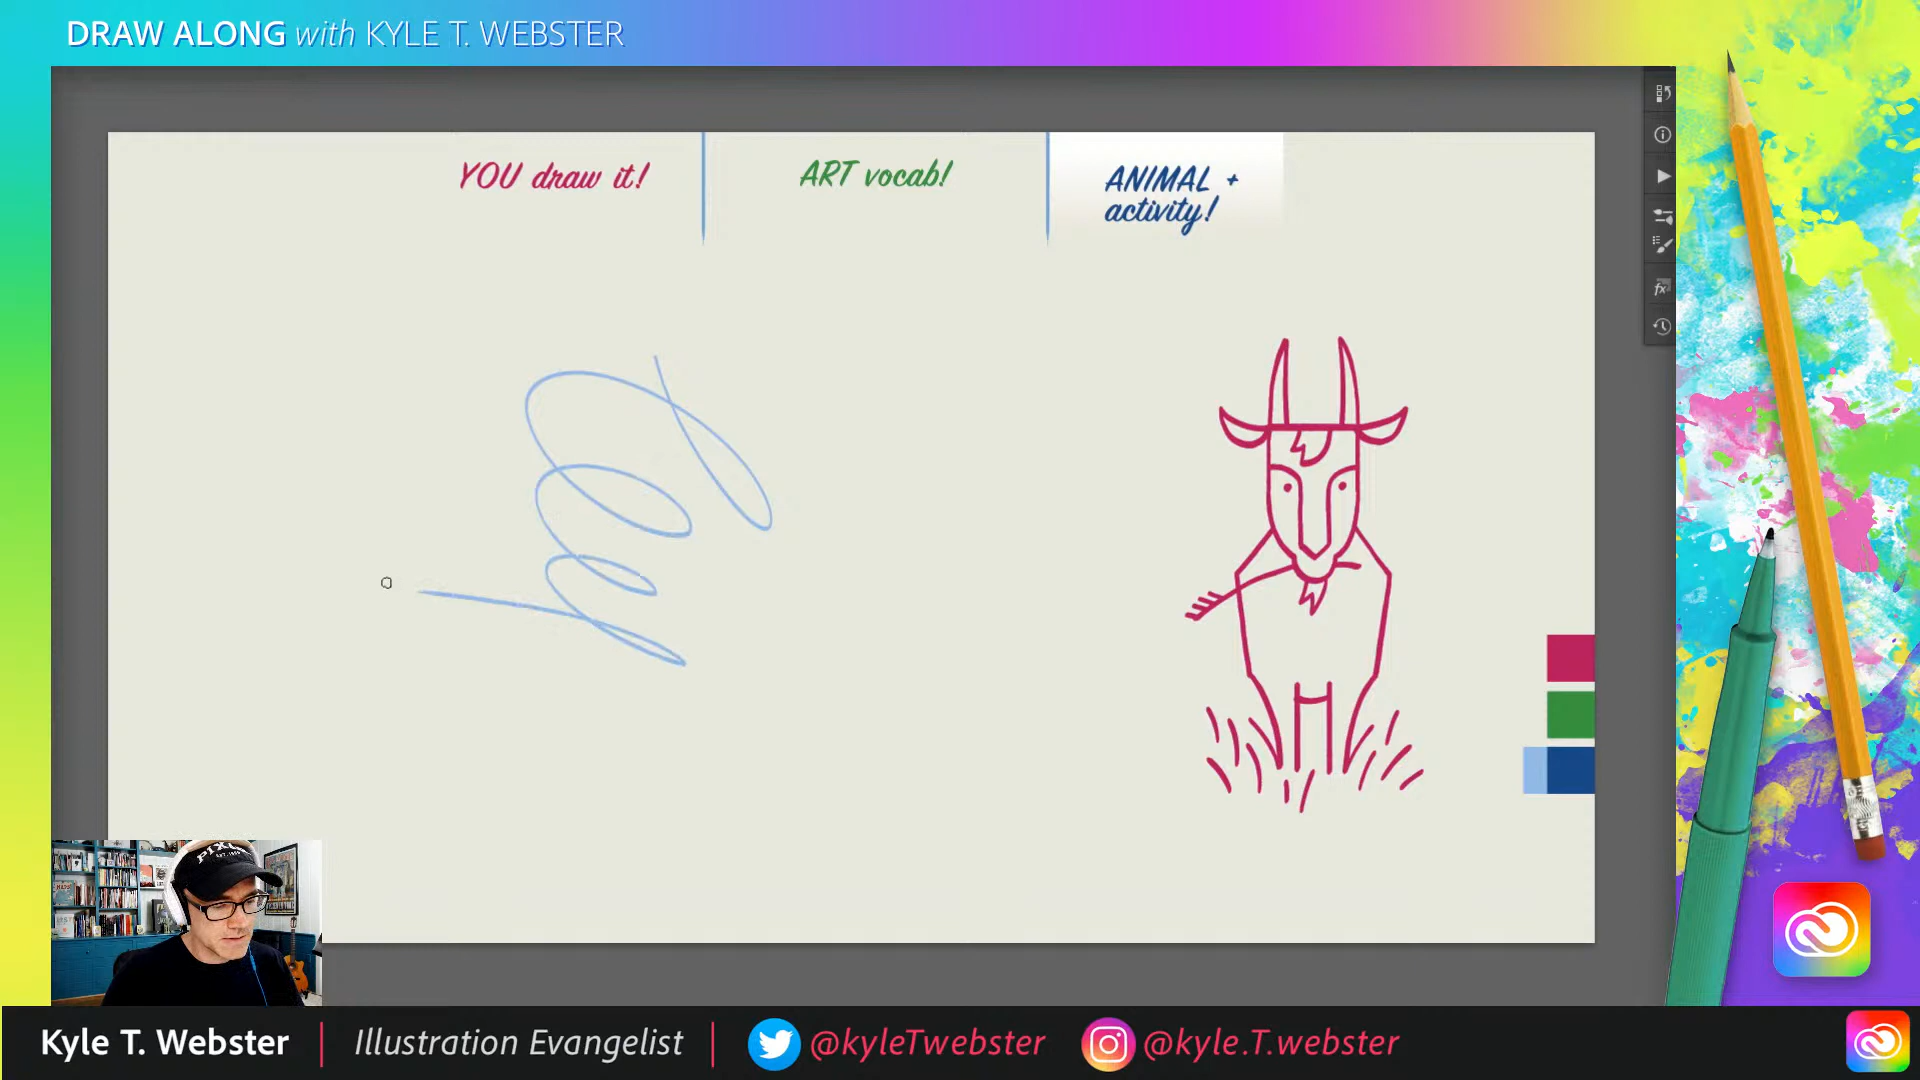 DRAW ALONG with KYLE T. WEBSTER
YOU draw it!
ART vocab!
ANIMAL +
activity!
fx
Kyle T. Webster | Illustration Evangelist | @kyleTwebster @kyle.T.webster